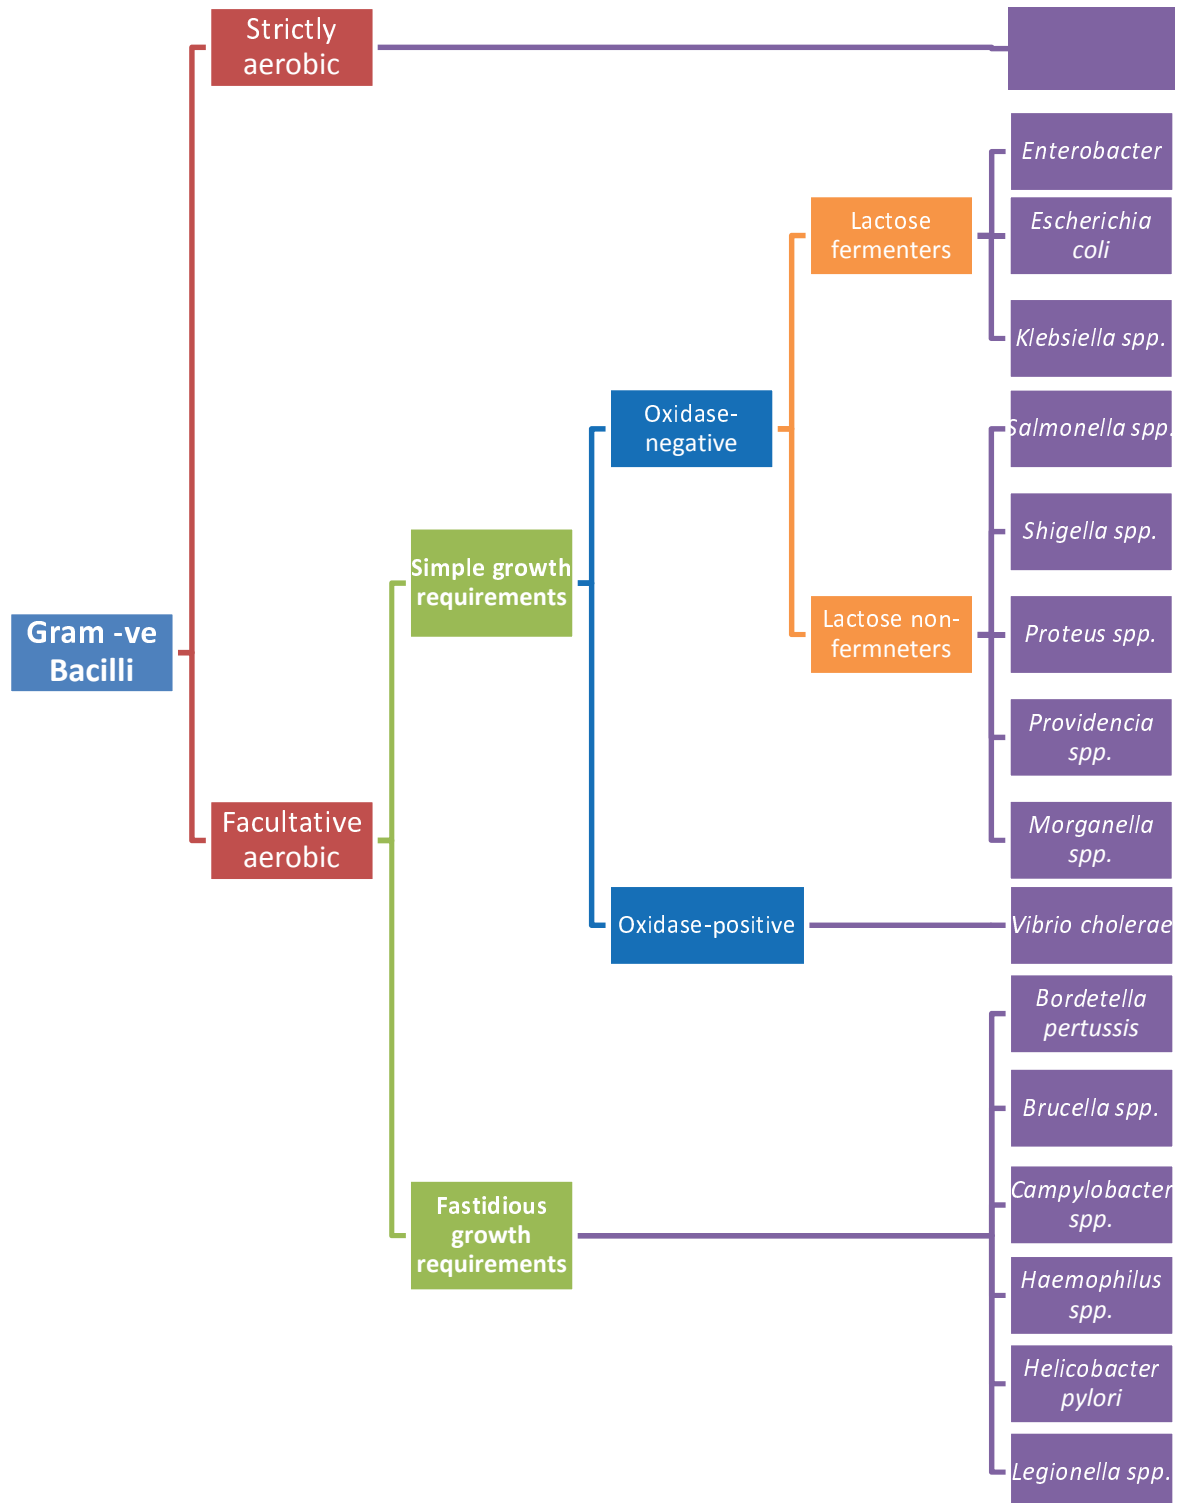 Strictly
aerobic
Enterobacter
Lactose
fermenters
Escherichia
coli
Klebsiella spp.
Oxidase-
negative
Salmonella spp.
Shigella spp.
Simple growth
requirements
Lactose non-
fermneters
Proteus spp.
Gram -ve
Bacilli
Providencia
spp.
Facultative
aerobic
Morganella
spp.
Oxidase-positive
Vibrio cholerae
Bordetella
pertussis
Brucella spp.
Fastidious
growth
requirements
Campylobacter
spp.
Haemophilus
spp.
Helicobacter
pylori
Legionella spp.